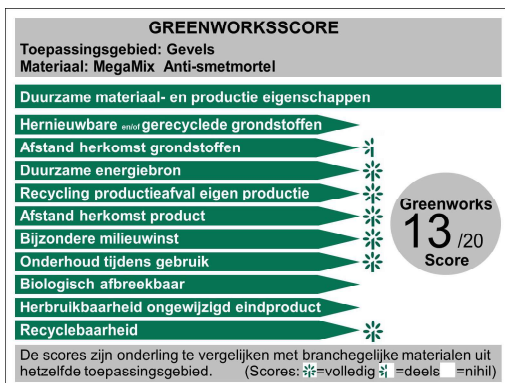 GREENWORKSSCORE
Toepassingsgebied: Gevels
Materiaal: MegaMix Anti-smetmortel
Duurzame materiaal- en productie eigenschappen
Hernieuwbare en/of gerecyclede grondstoffen
Afstand herkomst grondstoffen
Duurzame energiebron
Recycling productieafval eigen productie
Afstand herkomst product
Bijzondere milieuwinst
Onderhoud tijdens gebruik
Biologisch afbreekbaar
Herbruikbaarheid ongewijzigd eindproduct
Recyclebaarheid
Greenworks
13 /20
Score
De scores zijn onderling te vergelijken met branchegelijke materialen uit
hetzelfde toepassingsgebied. (Scores: =volledig =deels =nihil)